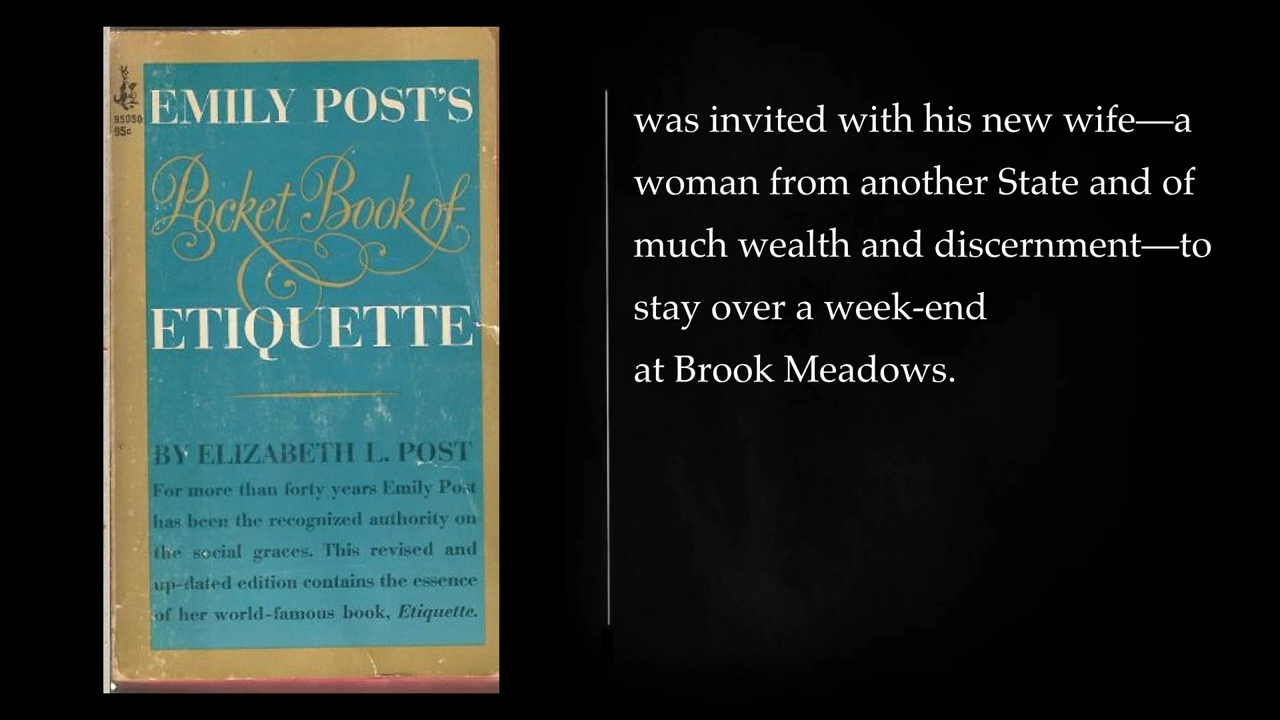 95050
95c
EMILY POST'S
Pocket Book of
ETIQUETTE
BY ELIZABETH L. POST
For more than forty years Emily Post
has been the recognized authority on
the social graces. This revised and
up-dated edition contains the essence
of her world-famous book, Etiquette.
was invited with his new wife—a
woman from another State and of
much wealth and discernment—to
stay over a week-end
at Brook Meadows.